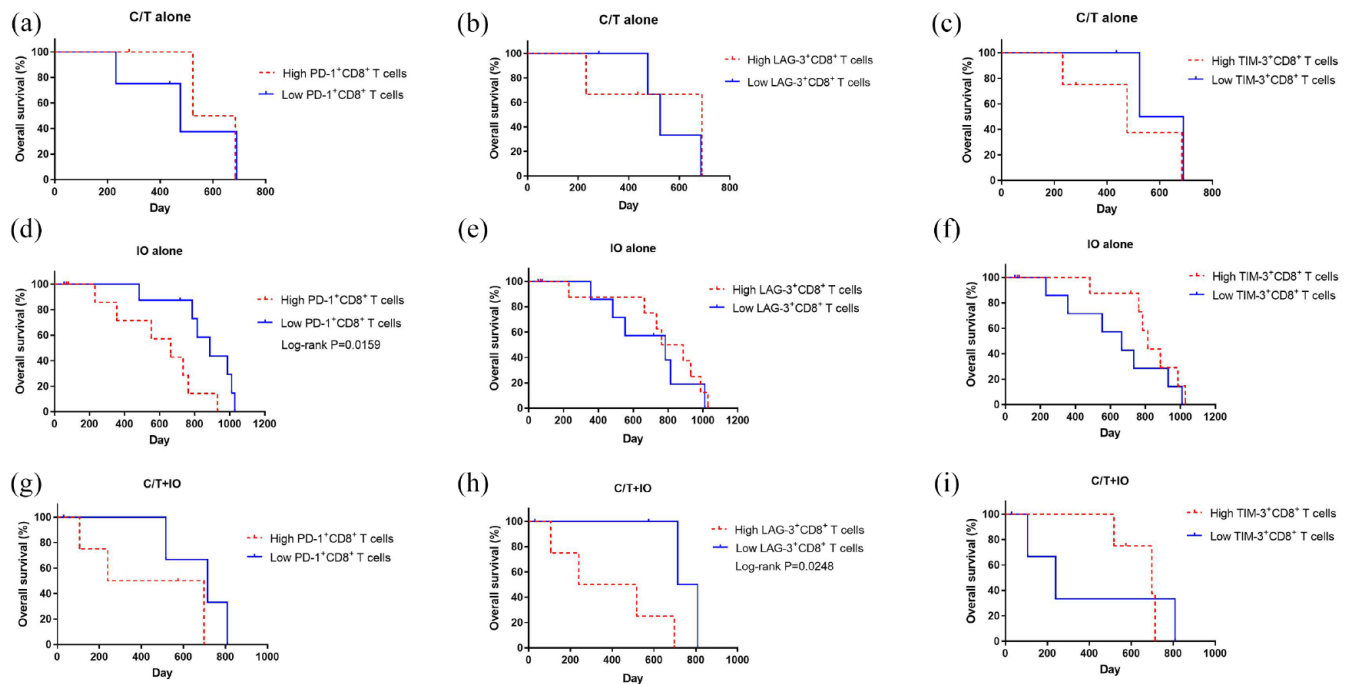 (a)
C/T alone
Overall survival (%)
100
80
60
40
20
0
0 200 400 600 800
Day
High PD-1⁺CD8⁺ T cells
Low PD-1⁺CD8⁺ T cells
(b)
C/T alone
Overall survival (%)
100
80
60
40
20
0
0 200 400 600 800
Day
High LAG-3⁺CD8⁺ T cells
Low LAG-3⁺CD8⁺ T cells
(c)
C/T alone
Overall survival (%)
100
80
60
40
20
0
0 200 400 600 800
Day
High TIM-3⁺CD8⁺ T cells
Low TIM-3⁺CD8⁺ T cells
(d)
IO alone
Overall survival (%)
100
80
60
40
20
0
0 200 400 600 800 1000 1200
Day
High PD-1⁺CD8⁺ T cells
Low PD-1⁺CD8⁺ T cells
Log-rank P=0.0159
(e)
IO alone
Overall survival (%)
100
80
60
40
20
0
0 200 400 600 800 1000
Day
High LAG-3⁺CD8⁺ T cells
Low LAG-3⁺CD8⁺ T cells
(f)
IO alone
Overall survival (%)
100
80
60
40
20
0
0 200 400 600 800 1000 1200
Day
High TIM-3⁺CD8⁺ T cells
Low TIM-3⁺CD8⁺ T cells
(g)
C/T+IO
Overall survival (%)
100
80
60
40
20
0
0 200 400 600 800 1000
Day
High PD-1⁺CD8⁺ T cells
Low PD-1⁺CD8⁺ T cells
(h)
C/T+IO
Overall survival (%)
100
80
60
40
20
0
0 200 400 600 800 1000
Day
High LAG-3⁺CD8⁺ T cells
Low LAG-3⁺CD8⁺ T cells
Log-rank P=0.0248
(i)
C/T+IO
Overall survival (%)
100
80
60
40
20
0
0 200 400 600 800 1000
Day
High TIM-3⁺CD8⁺ T cells
Low TIM-3⁺CD8⁺ T cells